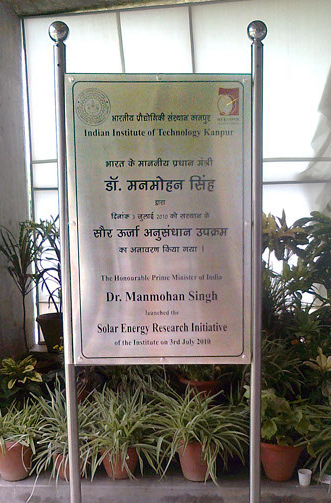 भारतीय प्रौद्योगिकी संस्थान कानपुर
Indian Institute of Technology Kanpur
भारत के माननीय प्रधान मंत्री
डॉ. मनमोहन सिंह
द्वारा
दिनांक 3 जुलाई 2010 को संस्थान के
सौर ऊर्जा अनुसंधान उपक्रम
का अनावरण किया गया ।
The Honourable Prime Minister of India
Dr. Manmohan Singh
launched the
Solar Energy Research Initiative
of the Institute on 3rd July 2010